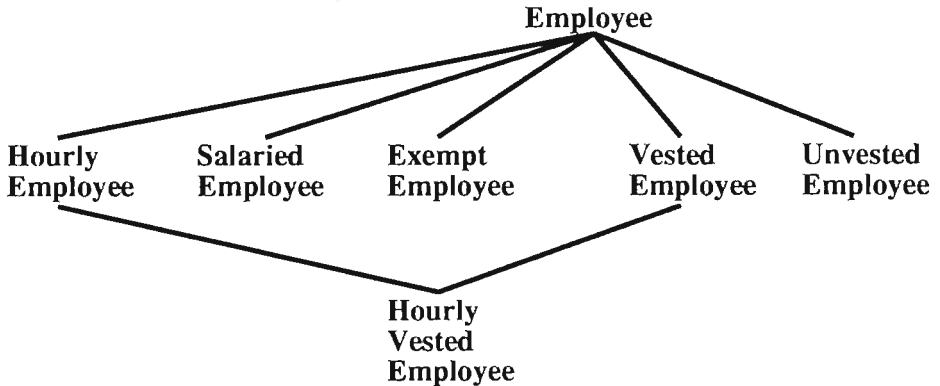 Employee
Hourly
Employee
Salaried
Employee
Exempt
Employee
Vested
Employee
Unvested
Employee
Hourly
Vested
Employee